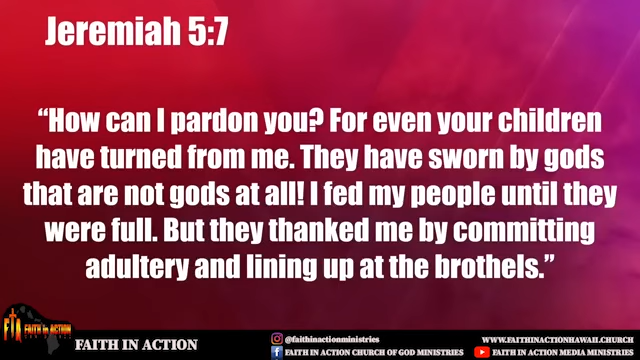 Jeremiah 5:7
“How can I pardon you? For even your children
have turned from me. They have sworn by gods
that are not gods at all! I fed my people until they
were full. But they thanked me by committing
adultery and lining up at the brothels.”
FIA FAITH in ACTION
FAITH IN ACTION
@faithinactionministries
FAITH IN ACTION CHURCH OF GOD MINISTRIES
WWW.FAITHINACTIONHAWAII.CHURCH
FAITH IN ACTION MEDIA MINISTRIES